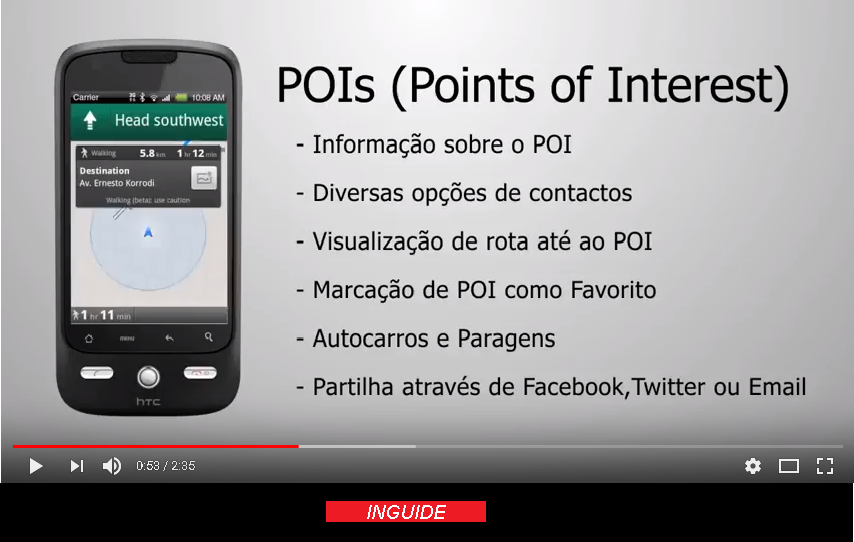 POIs (Points of Interest)
- Informação sobre o POI
- Diversas opções de contactos
- Visualização de rota até ao POI
- Marcação de POI como Favorito
- Autocarros e Paragens
- Partilha através de Facebook,Twitter ou Email
Carrier 10:08 AM
Head southwest
Walking 5.8 km 1 hr 12 min
Destination
Av. Ernesto Korrodi
Walking (beta): use caution
1 hr 11 min
menu
hTC
0:53 / 2:35
INGUIDE